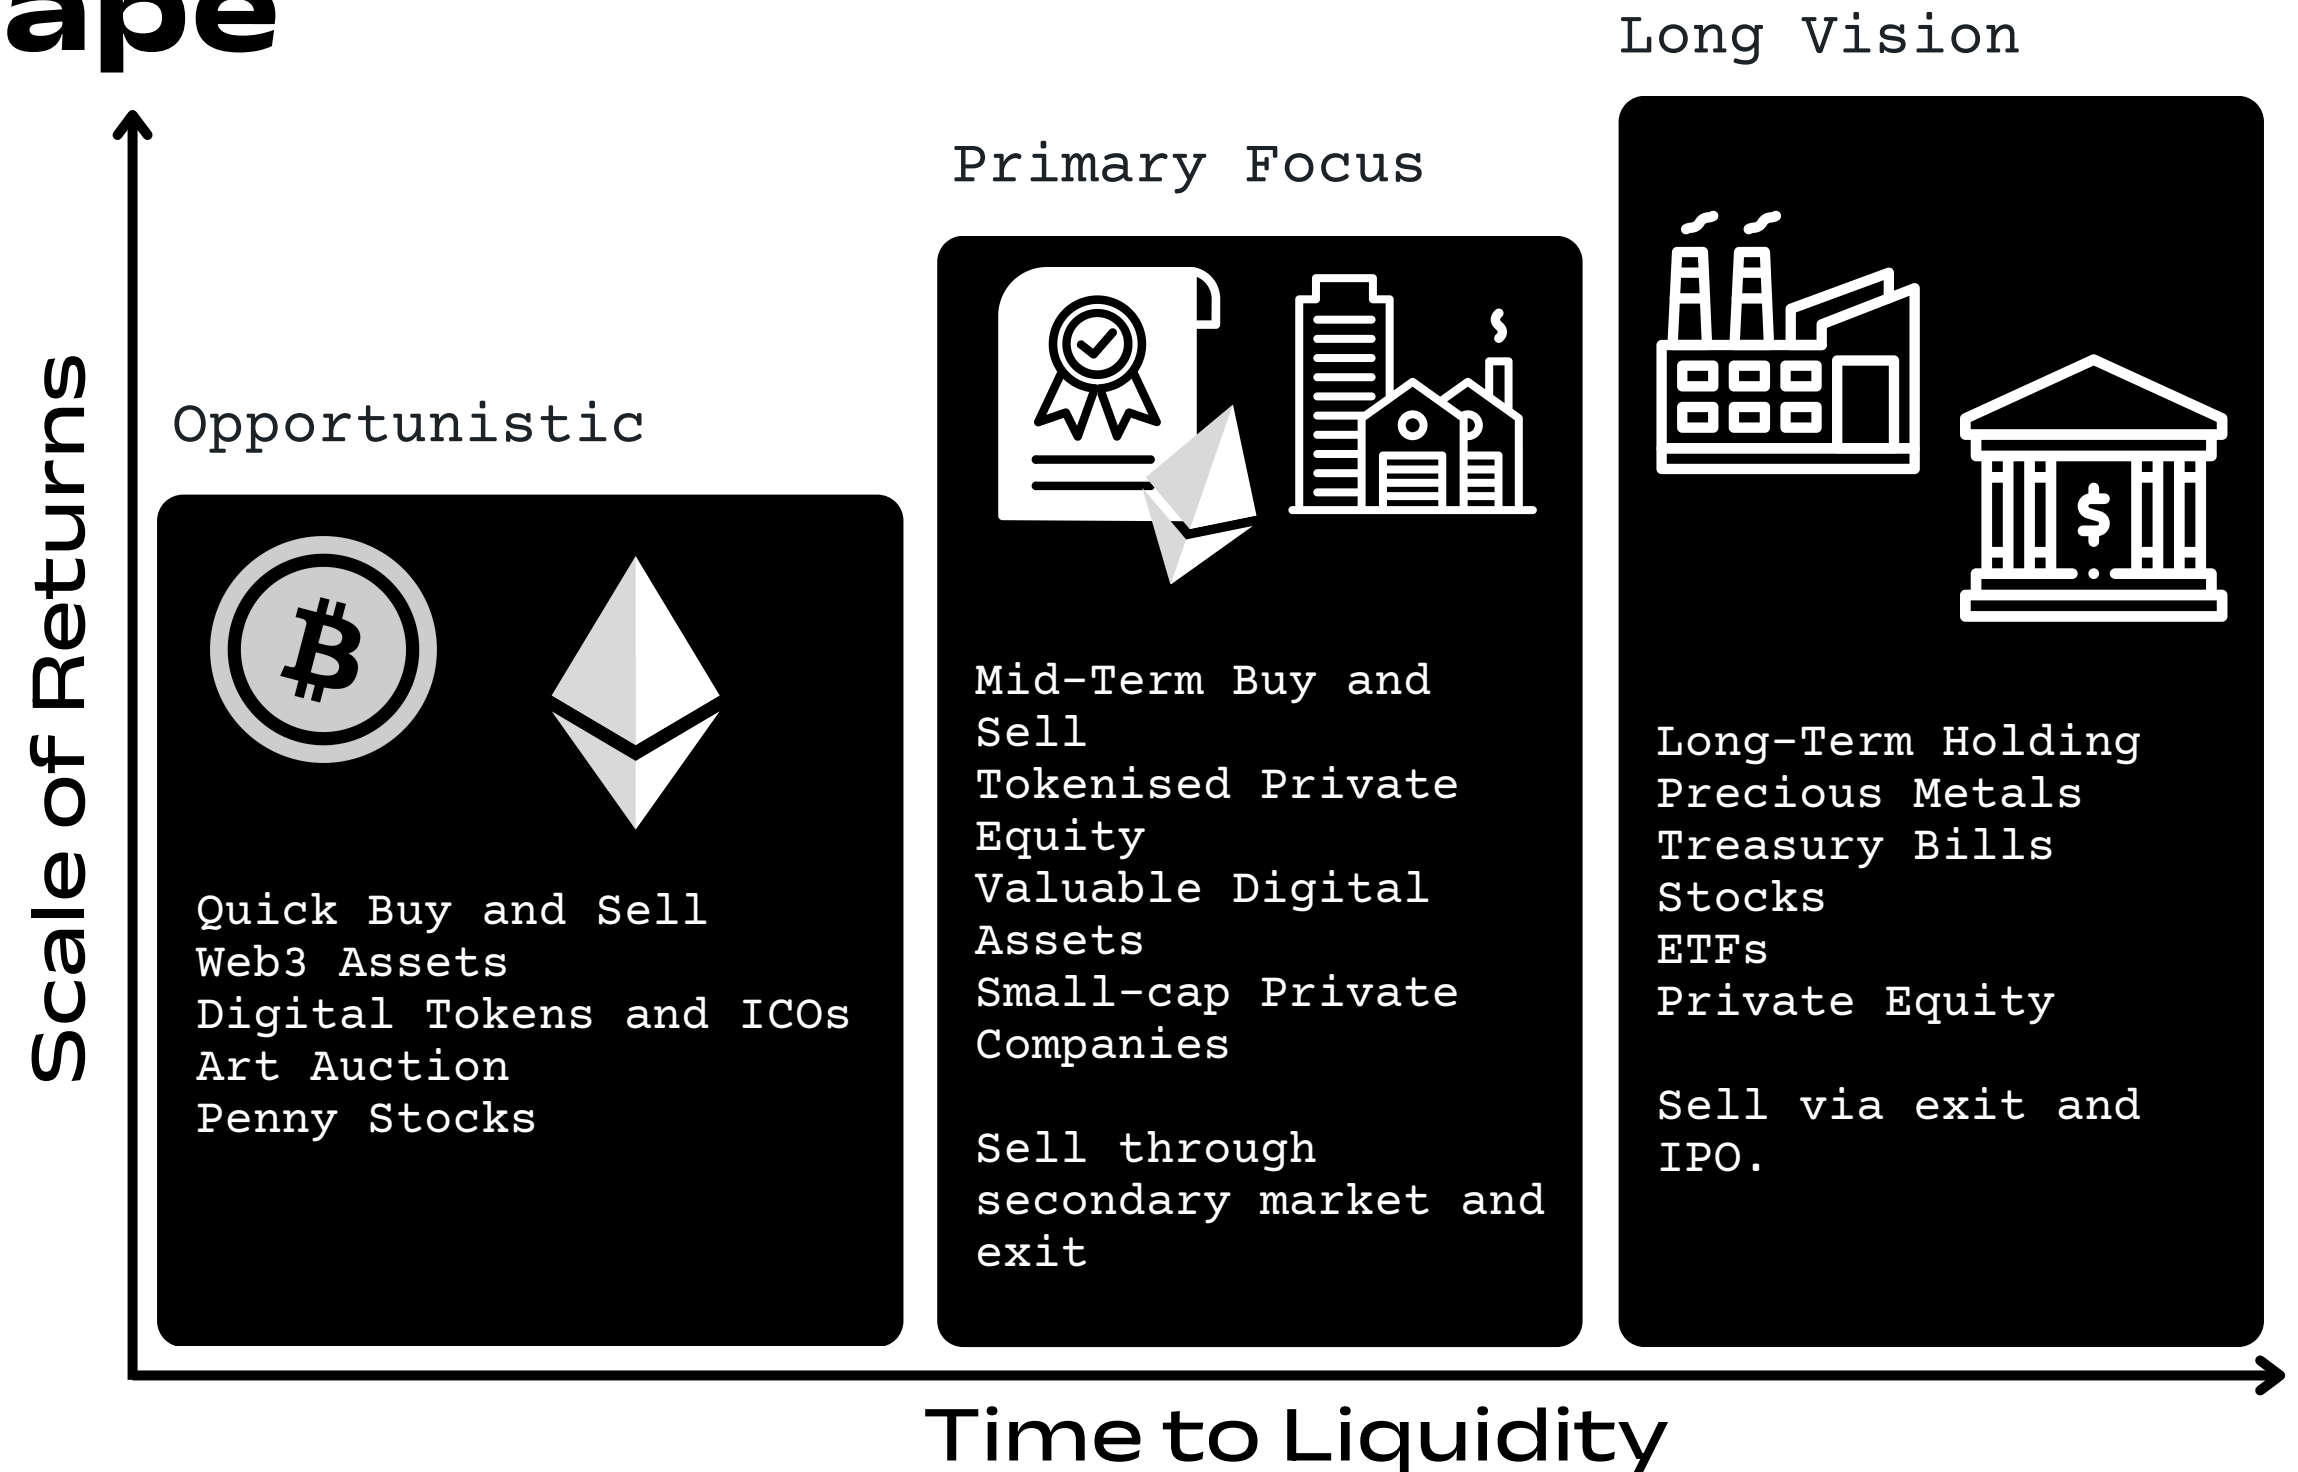 ape
Long Vision
Primary Focus
Opportunistic
Scale of Returns
Quick Buy and Sell
Web3 Assets
Digital Tokens and ICOs
Art Auction
Penny Stocks
Mid-Term Buy and
Sell
Tokenised Private
Equity
Valuable Digital
Assets
Small-cap Private
Companies
Sell through
secondary market and
exit
Long-Term Holding
Precious Metals
Treasury Bills
Stocks
ETFs
Private Equity
Sell via exit and
IPO.
$
Time to Liquidity